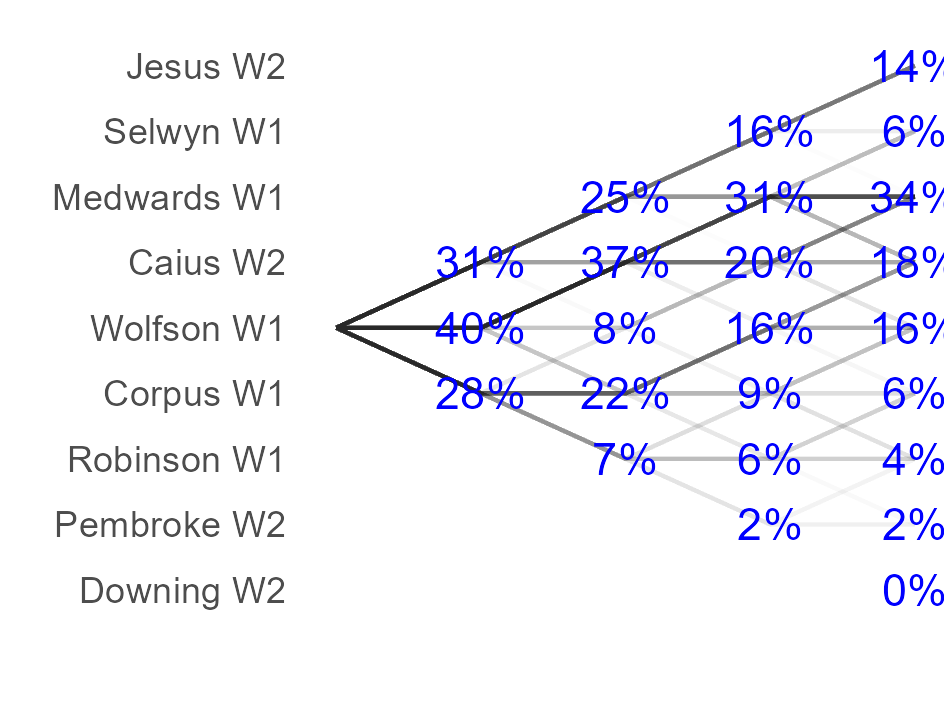 Jesus W2 14%
Selwyn W1 16% 6%
Medwards W1 25% 31% 34%
Caius W2 31% 37% 20% 18%
Wolfson W1 40% 8% 16% 16%
Corpus W1 28% 22% 9% 6%
Robinson W1 7% 6% 4%
Pembroke W2 2% 2%
Downing W2 0%